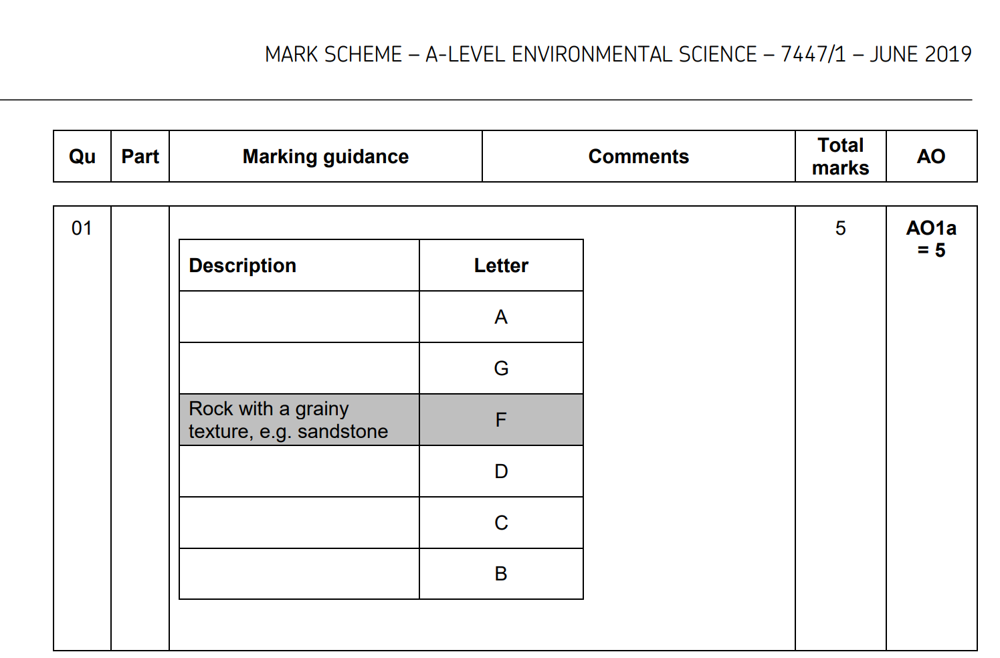 MARK SCHEME – A-LEVEL ENVIRONMENTAL SCIENCE – 7447/1 – JUNE 2019
Qu Part Marking guidance Comments Total marks AO
01 5 AO1a = 5
Description Letter
A
G
Rock with a grainy texture, e.g. sandstone F
D
C
B